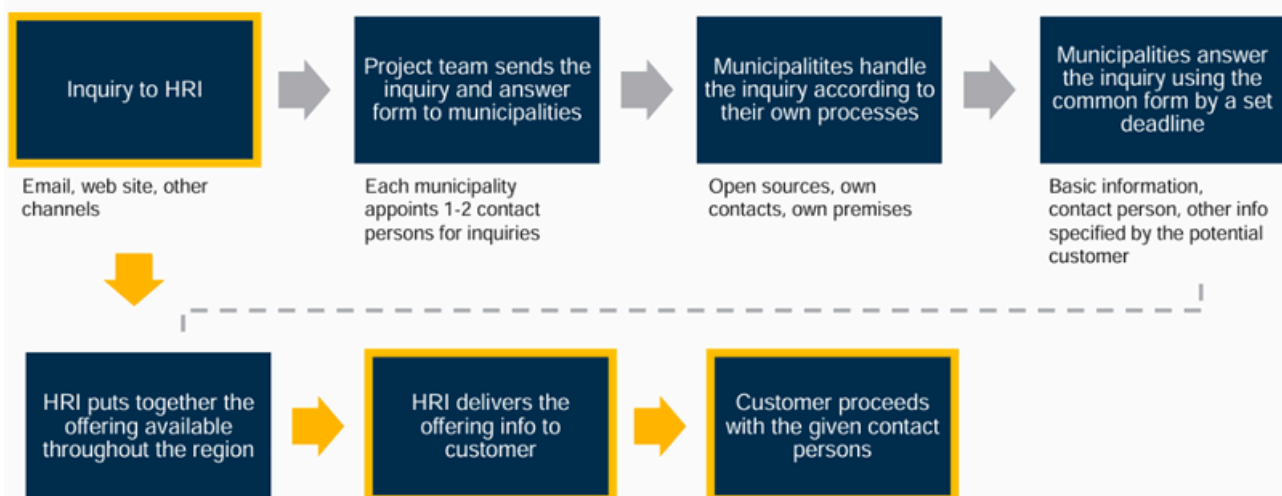 Inquiry to HRI
Project team sends the
inquiry and answer
form to municipalities
Municipalitites handle
the inquiry according to
their own processes
Municipalities answer
the inquiry using the
common form by a set
deadline
Email, web site, other
channels
Each municipality
appoints 1-2 contact
persons for inquiries
Open sources, own
contacts, own premises
Basic information,
contact person, other info
specified by the potential
customer
HRI puts together the
offering available
throughout the region
HRI delivers the
offering info to
customer
Customer proceeds
with the given contact
persons